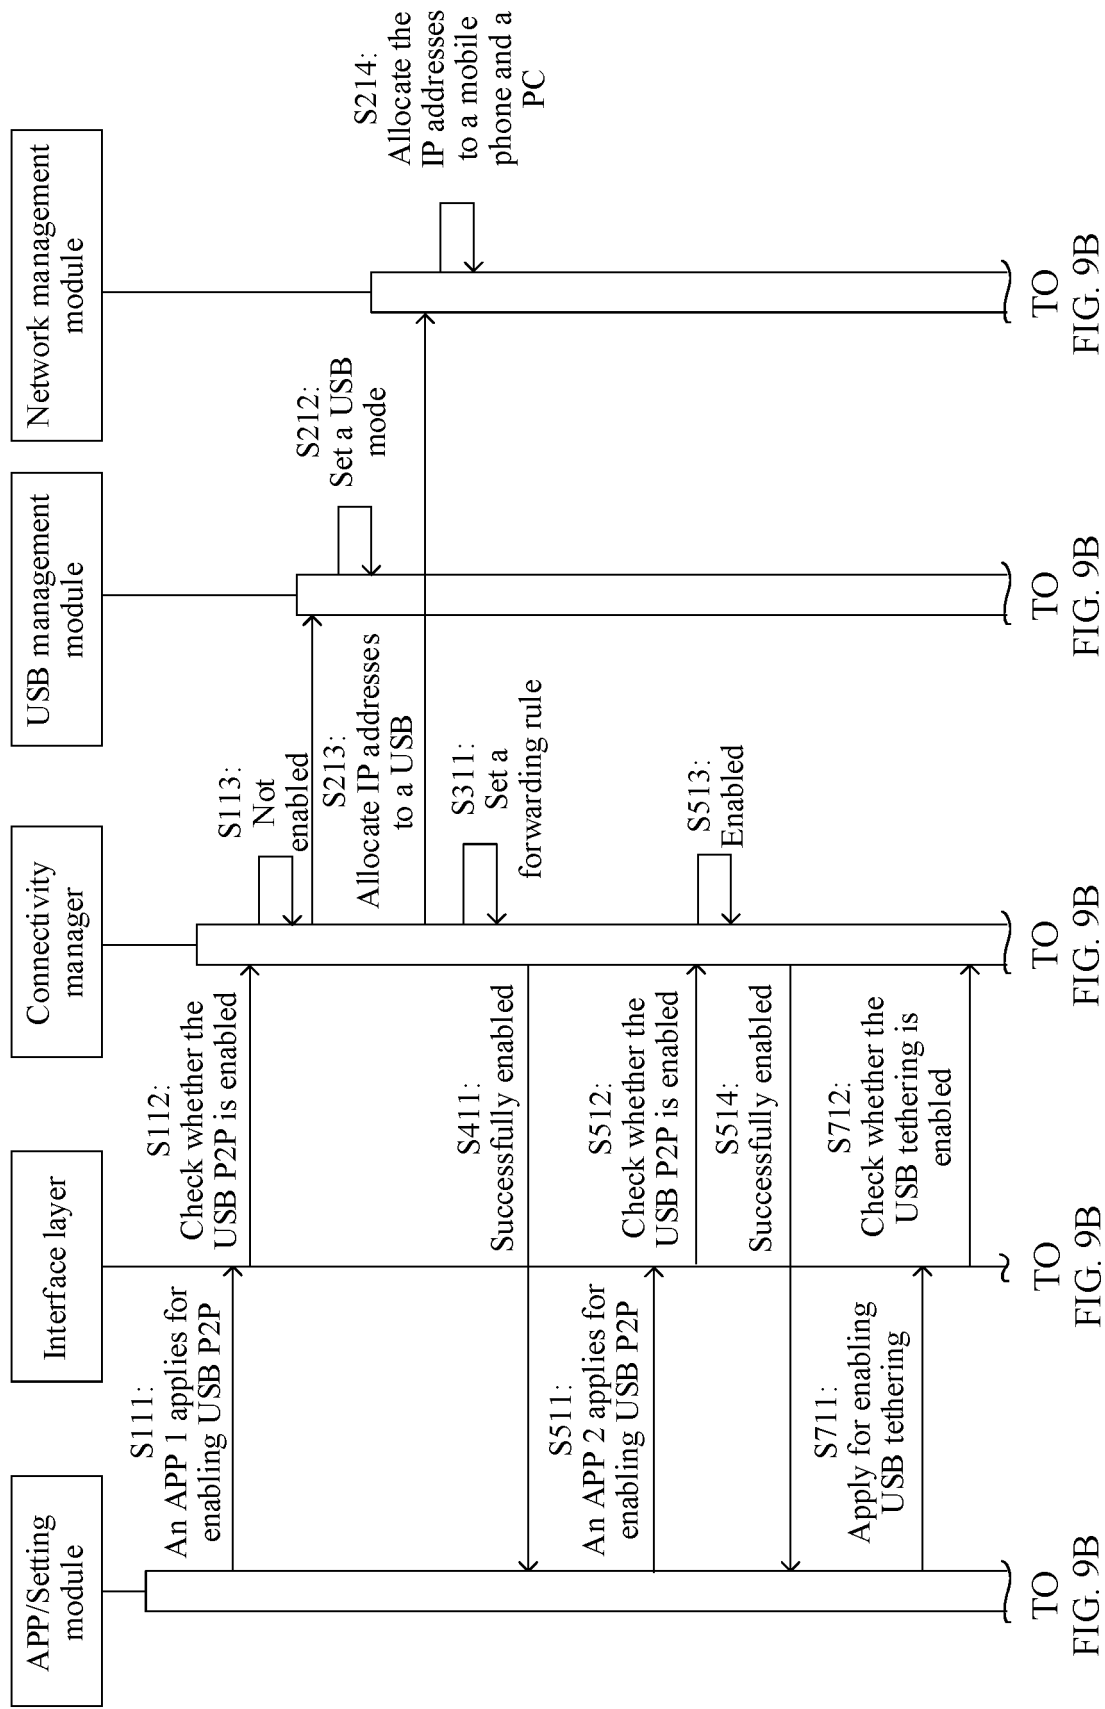 APP/Setting
module
Interface layer
Connectivity
manager
USB management
module
Network management
module
S111:
An APP 1 applies for
enabling USB P2P
S112:
Check whether the
USB P2P is enabled
S113:
Not
enabled
S212:
Set a USB
mode
S213:
Allocate IP addresses
to a USB
S214:
Allocate the
IP addresses
to a mobile
phone and a
PC
S311:
Set a
forwarding rule
S411:
Successfully enabled
S511:
An APP 2 applies for
enabling USB P2P
S512:
Check whether the
USB P2P is enabled
S513:
Enabled
S514:
Successfully enabled
S711:
Apply for enabling
USB tethering
S712:
Check whether the
USB tethering is
enabled
TO
FIG. 9B
TO
FIG. 9B
TO
FIG. 9B
TO
FIG. 9B
TO
FIG. 9B